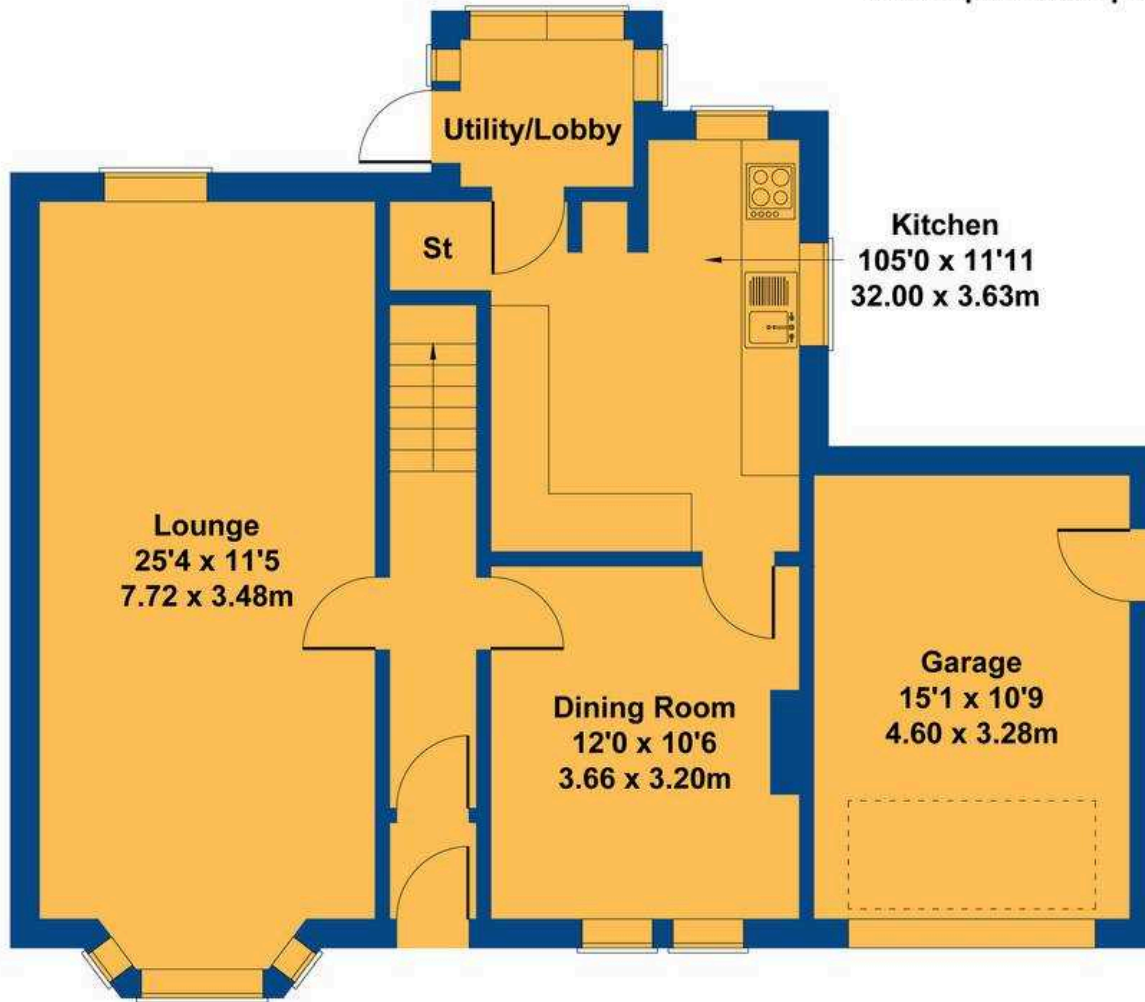 Utility/Lobby
St
Kitchen
105'0 x 11'11
32.00 x 3.63m
Lounge
25'4 x 11'5
7.72 x 3.48m
Dining Room
12'0 x 10'6
3.66 x 3.20m
Garage
15'1 x 10'9
4.60 x 3.28m